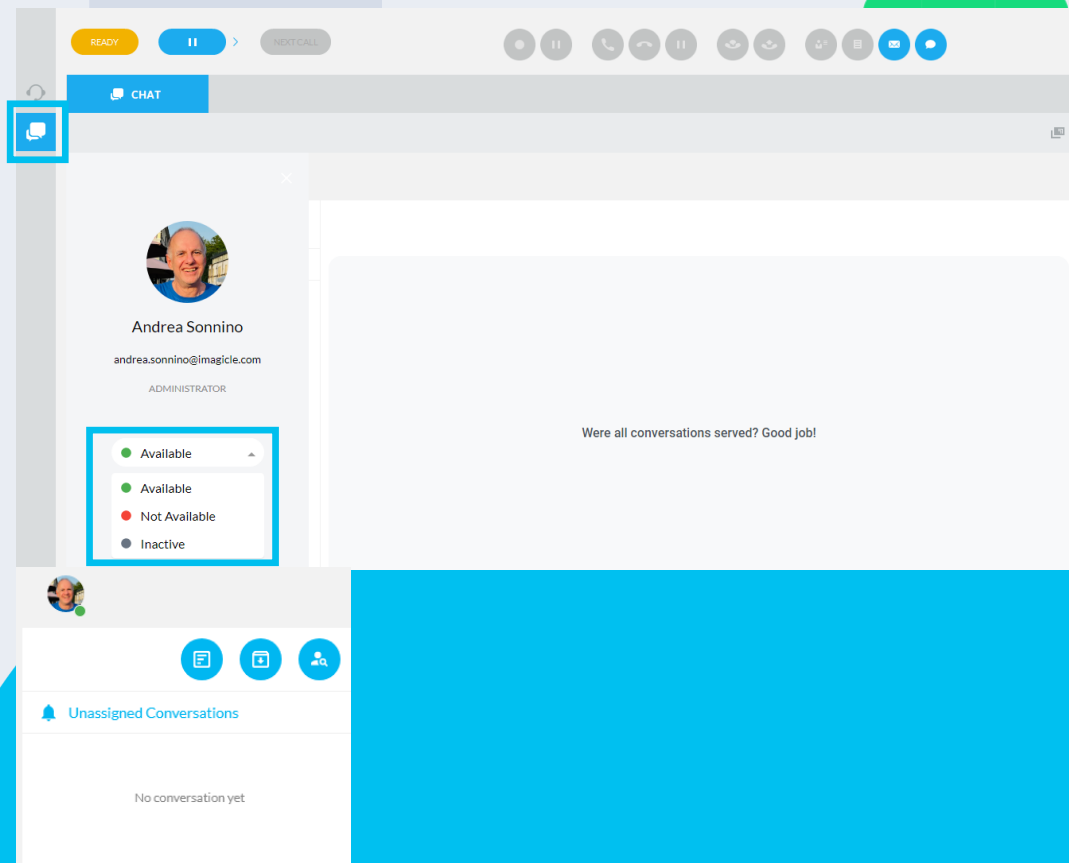 READY
NEXT CALL
CHAT
Andrea Sonnino
andrea.sonnino@imagicle.com
ADMINISTRATOR
Available
Available
Not Available
Inactive
Were all conversations served? Good job!
Unassigned Conversations
No conversation yet